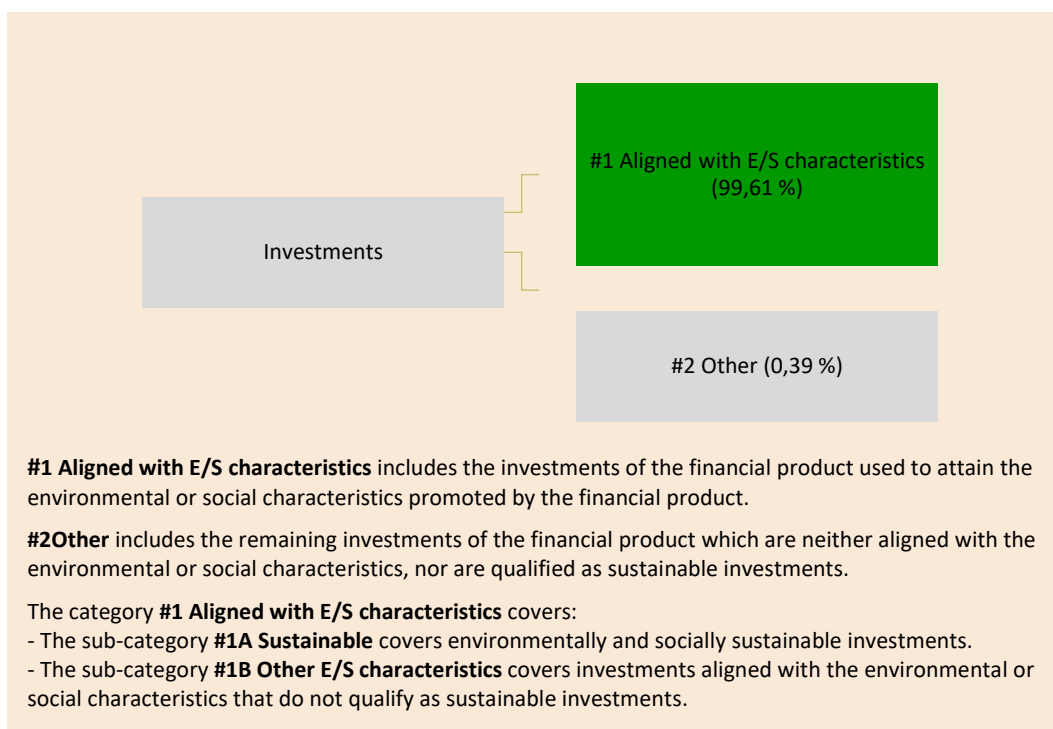 #1 Aligned with E/S characteristics
(99,61 %)
Investments
#2 Other (0,39 %)
#1 Aligned with E/S characteristics includes the investments of the financial product used to attain the
environmental or social characteristics promoted by the financial product.
#2Other includes the remaining investments of the financial product which are neither aligned with the
environmental or social characteristics, nor are qualified as sustainable investments.
The category #1 Aligned with E/S characteristics covers:
- The sub-category #1A Sustainable covers environmentally and socially sustainable investments.
- The sub-category #1B Other E/S characteristics covers investments aligned with the environmental or
social characteristics that do not qualify as sustainable investments.